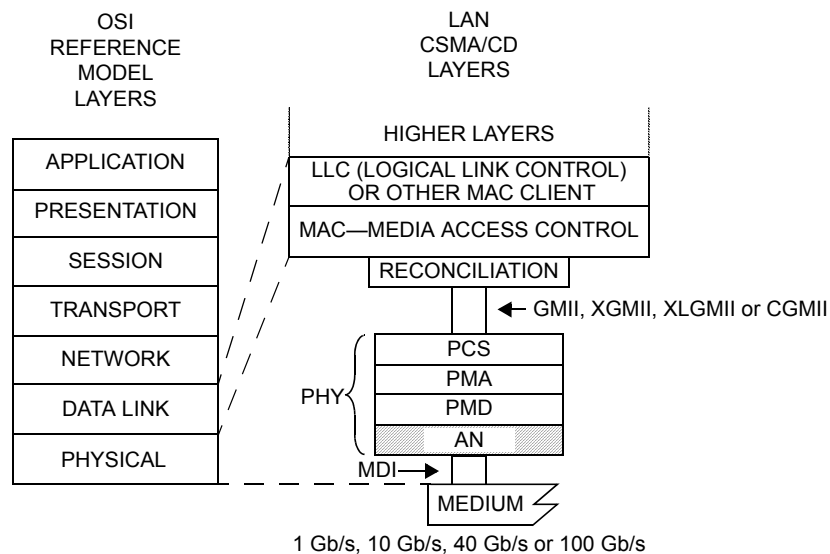 OSI
REFERENCE
MODEL
LAYERS
LAN
CSMA/CD
LAYERS
HIGHER LAYERS
APPLICATION
PRESENTATION
SESSION
TRANSPORT
NETWORK
DATA LINK
PHYSICAL
LLC (LOGICAL LINK CONTROL)
OR OTHER MAC CLIENT
MAC—MEDIA ACCESS CONTROL
RECONCILIATION
GMII, XGMII, XLGMII or CGMII
PHY
PCS
PMA
PMD
AN
MDI
MEDIUM
1 Gb/s, 10 Gb/s, 40 Gb/s or 100 Gb/s